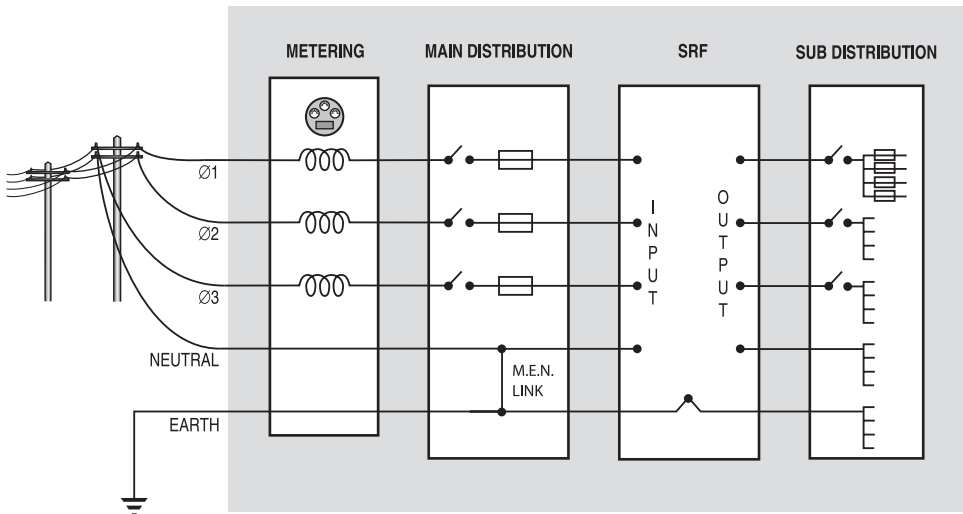 METERING
MAIN DISTRIBUTION
SRF
SUB DISTRIBUTION
Ø1
Ø2
Ø3
INPUT
OUTPUT
NEUTRAL
M.E.N.
LINK
EARTH